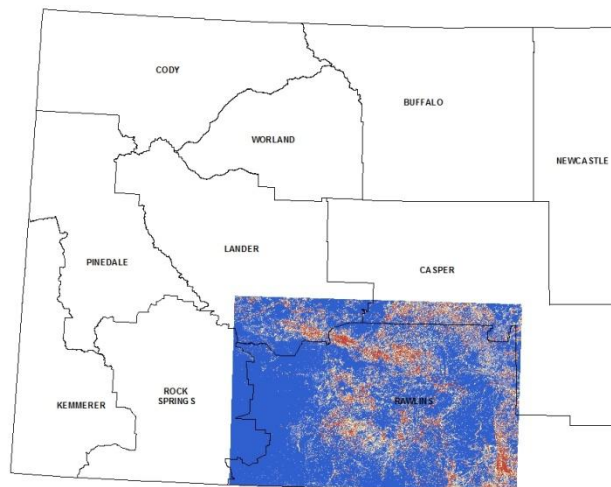 CODY
BUFFALO
WORLAND
NEWCASTLE
LANDER
PINEDALE
CASPER
ROCK
SPRINGS
KEMMERER
RAWLINS